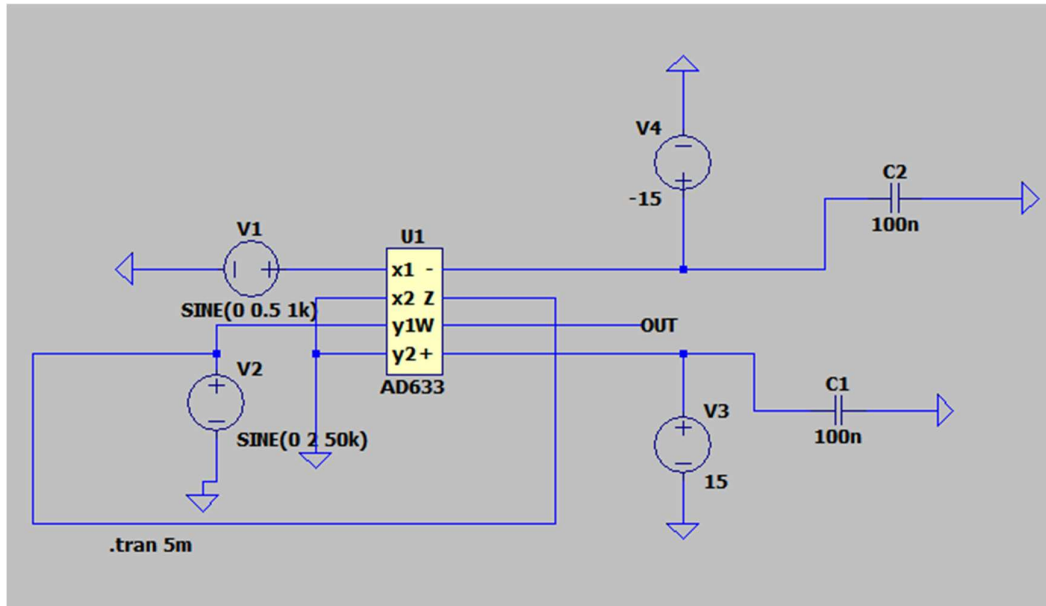 V4
-15
C2
100n
V1
SINE(0 0.5 1k)
U1
x1 -
x2 Z
y1W
y2+
AD633
OUT
V2
SINE(0 2 50k)
V3
15
C1
100n
.tran 5m